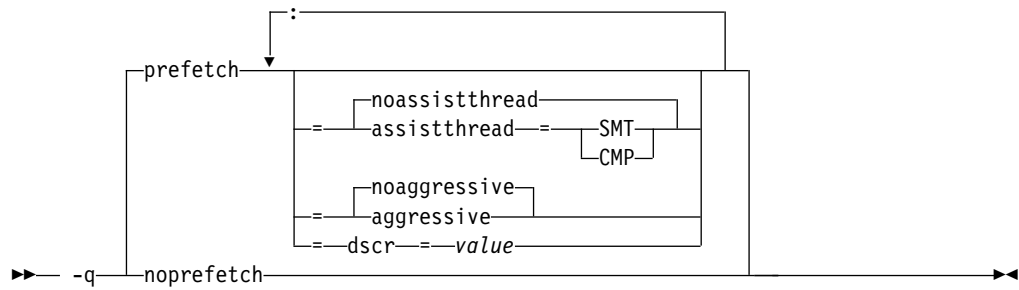 :
prefetch
noassistthread
= assistthread = SMT
CMP
noaggressive
= aggressive
= dscr = value
-q noprefetch